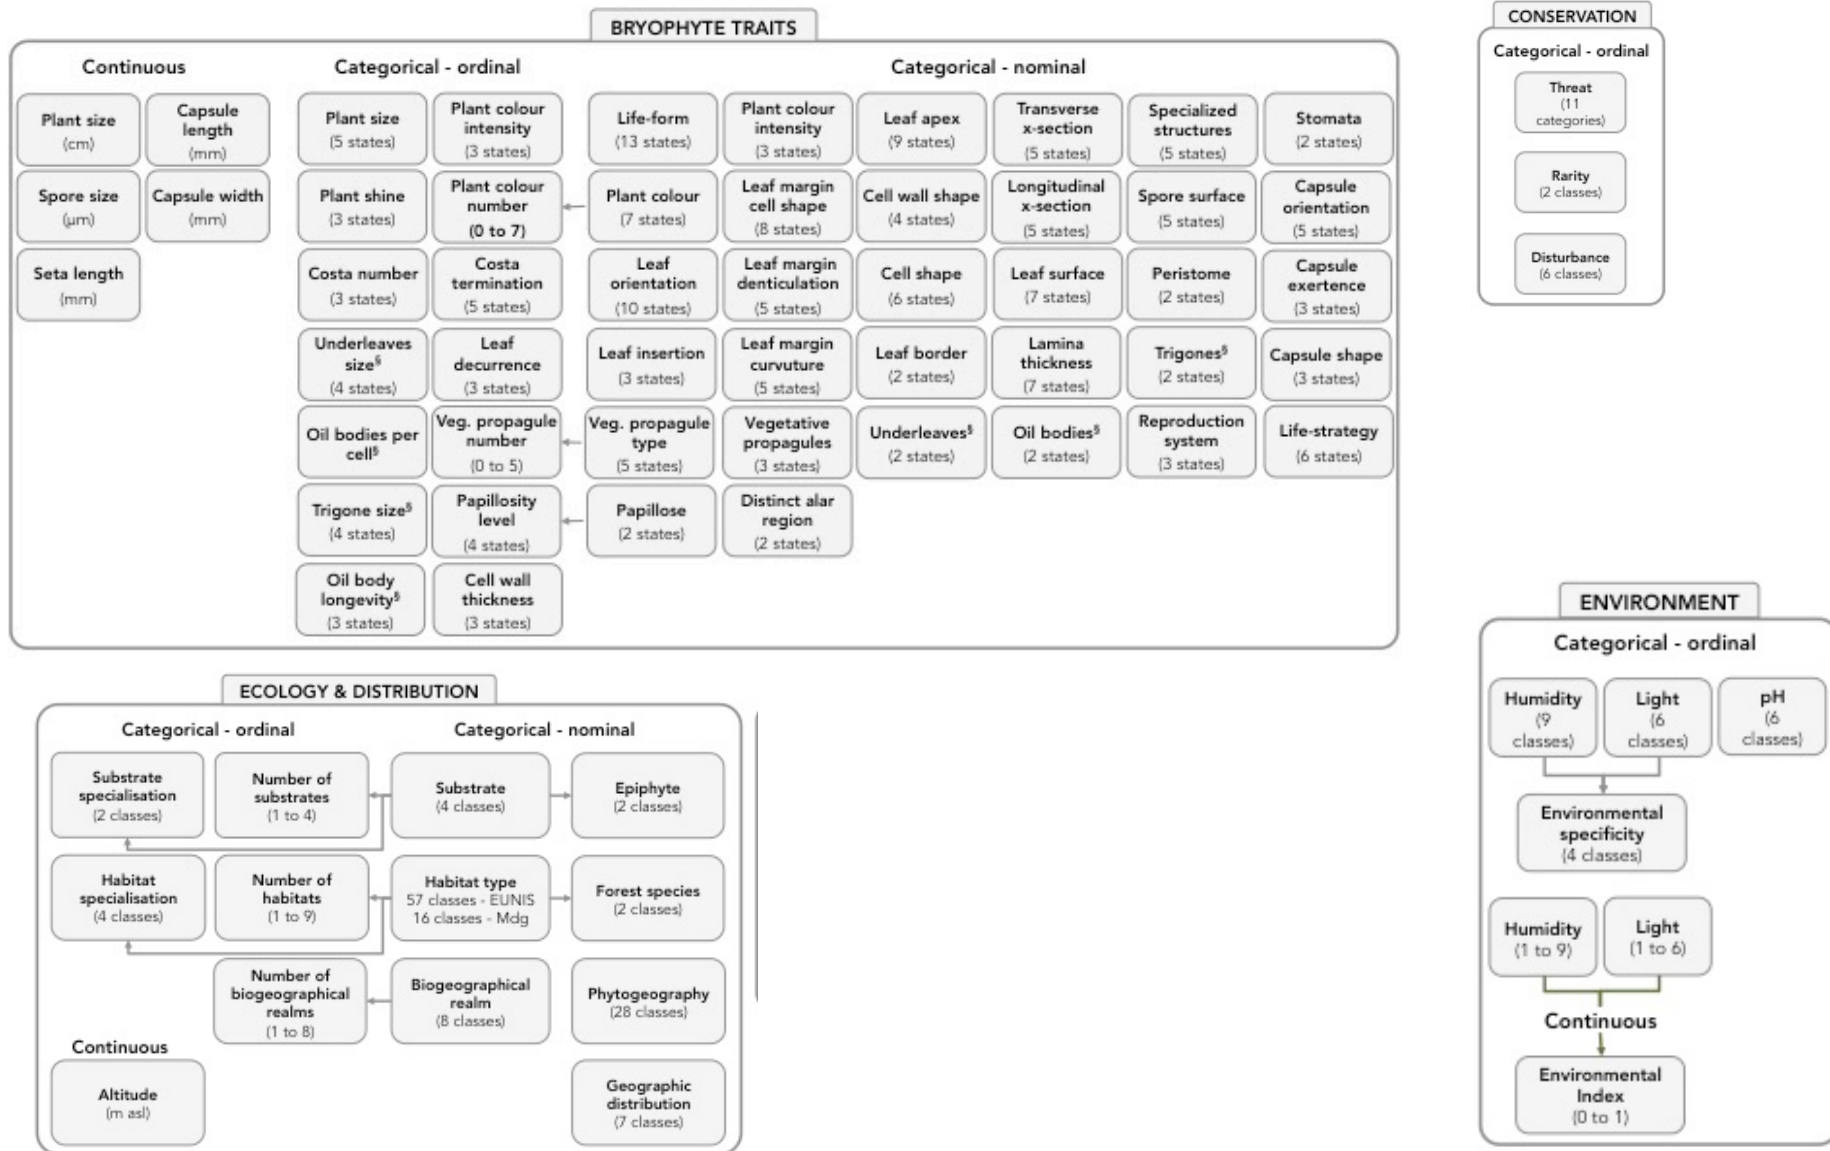 BRYOPHYTE TRAITS
Continuous
Plant size
(cm)
Capsule
length
(mm)
Spore size
(µm)
Capsule width
(mm)
Seta length
(mm)
Categorical - ordinal
Plant size
(5 states)
Plant colour
intensity
(3 states)
Plant shine
(3 states)
Plant colour
number
(0 to 7)
Costa number
(3 states)
Costa
termination
(5 states)
Underleaves
size§
(4 states)
Leaf
decurrence
(3 states)
Oil bodies per
cell§
Veg. propagule
number
(0 to 5)
Trigone size§
(4 states)
Papillosity
level
(4 states)
Oil body
longevity§
(3 states)
Cell wall
thickness
(3 states)
Categorical - nominal
Life-form
(13 states)
Plant colour
intensity
(3 states)
Leaf apex
(9 states)
Transverse
x-section
(5 states)
Specialized
structures
(5 states)
Stomata
(2 states)
Plant colour
(7 states)
Leaf margin
cell shape
(8 states)
Cell wall shape
(4 states)
Longitudinal
x-section
(5 states)
Spore surface
(5 states)
Capsule
orientation
(5 states)
Leaf
orientation
(10 states)
Leaf margin
denticulation
(5 states)
Cell shape
(6 states)
Leaf surface
(7 states)
Peristome
(2 states)
Capsule
exertence
(3 states)
Leaf insertion
(3 states)
Leaf margin
curvuture
(5 states)
Leaf border
(2 states)
Lamina
thickness
(7 states)
Trigones§
(2 states)
Capsule shape
(3 states)
Veg. propagule
type
(5 states)
Vegetative
propagules
(3 states)
Underleaves§
(2 states)
Oil bodies§
(2 states)
Reproduction
system
(3 states)
Life-strategy
(6 states)
Papillose
(2 states)
Distinct alar
region
(2 states)
CONSERVATION
Categorical - ordinal
Threat
(11
categories)
Rarity
(2 classes)
Disturbance
(6 classes)
ECOLOGY & DISTRIBUTION
Categorical - ordinal
Categorical - nominal
Substrate
specialisation
(2 classes)
Number of
substrates
(1 to 4)
Substrate
(4 classes)
Epiphyte
(2 classes)
Habitat
specialisation
(4 classes)
Number of
habitats
(1 to 9)
Habitat type
57 classes - EUNIS
16 classes - Mdg
Forest species
(2 classes)
Number of
biogeographical
realms
(1 to 8)
Biogeographical
realm
(8 classes)
Phytogeography
(28 classes)
Continuous
Altitude
(m asl)
Geographic
distribution
(7 classes)
ENVIRONMENT
Categorical - ordinal
Humidity
(9
classes)
Light
(6
classes)
pH
(6
classes)
Environmental
specificity
(4 classes)
Humidity
(1 to 9)
Light
(1 to 6)
Continuous
Environmental
Index
(0 to 1)